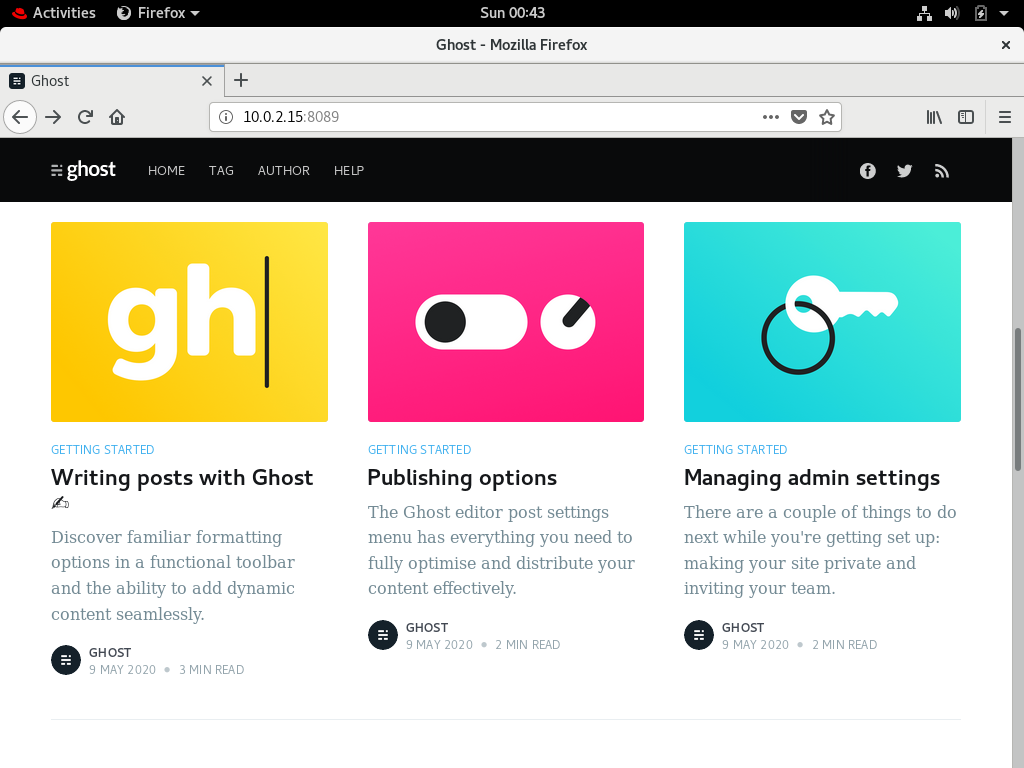 Activities Firefox Sun 00:43
Ghost - Mozilla Firefox
Ghost
10.0.2.15:8089
ghost HOME TAG AUTHOR HELP
gh
GETTING STARTED
Writing posts with Ghost
✍
Discover familiar formatting
options in a functional toolbar
and the ability to add dynamic
content seamlessly.
GHOST
9 MAY 2020 • 3 MIN READ
GETTING STARTED
Publishing options
The Ghost editor post settings
menu has everything you need to
fully optimise and distribute your
content effectively.
GHOST
9 MAY 2020 • 2 MIN READ
GETTING STARTED
Managing admin settings
There are a couple of things to do
next while you're getting set up:
making your site private and
inviting your team.
GHOST
9 MAY 2020 • 2 MIN READ